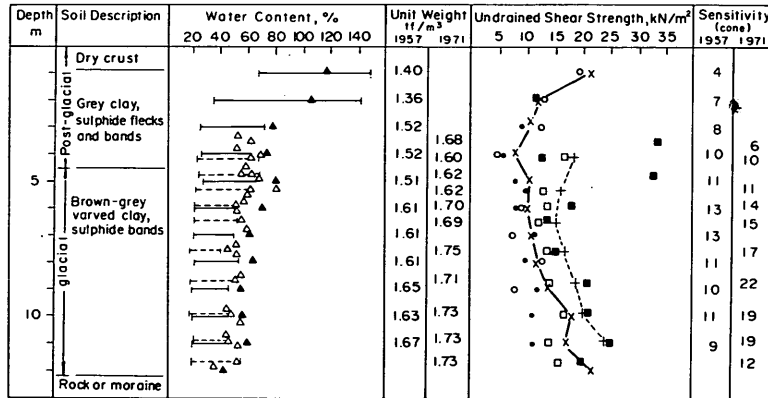 Depth
m
Soil Description
Water Content, %
20 60 100 140
Unit Weight
tf/m³
1957 1971
Undrained Shear Strength, kN/m²
5 10 15 20 25 30 35
Sensitivity
(cone)
1957 1971
Post-glacial
Dry crust
Grey clay,
sulphide flecks
and bands
glacial
Brown-grey
varved clay,
sulphide bands
Rock or moraine
5
10
1.40
1.36
1.52
1.52
1.51
1.61
1.61
1.61
1.65
1.63
1.67
1.68
1.60
1.62
1.62
1.70
1.69
1.75
1.71
1.73
1.73
1.73
4
7
8
10
11
13
13
11
10
11
9
6
10
11
14
15
17
22
19
19
12